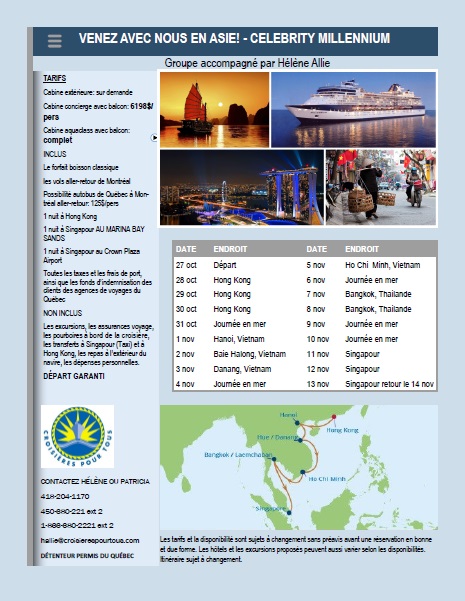 VENEZ AVEC NOUS EN ASIE! - CELEBRITY MILLENNIUM
Groupe accompagné par Hélène Allie
TARIFS
Cabine extérieure: sur demande
Cabine concierge avec balcon: 6198$/
pers
Cabine aquaclass avec balcon:
complet
INCLUS
Le forfait boisson classique
les vols aller-retour de Montréal
Possibilité autobus de Québec à Mon-
tréal aller-retour: 125$/pers
1 nuit à Hong Kong
1 nuit à Singapour AU MARINA BAY
SANDS
1 nuit à Singapour au Crown Plaza
Airport
Toutes les taxes et les frais de port,
ainsi que les fonds d'indemnisation des
clients des agences de voyages du
Québec
NON INCLUS
Les excursions, les assurances voyage,
les pourboires à bord de la croisière,
les transferts à Singapour (Taxi) et à
Hong Kong, les repas à l'extérieur du
navire, les dépenses personnelles.
DÉPART GARANTI
CROISIÈRES POUR TOUS
CONTACTEZ HÉLÈNE OU PATRICIA
418-204-1170
450-680-221 ext 2
1-866-680-2221 ext 2
hallie@croisierespourtous.com
DÉTENTEUR PERMIS DU QUÉBEC
DATE ENDROIT DATE ENDROIT
27 oct Départ 5 nov Ho Chi Minh, Vietnam
28 oct Hong Kong 6 nov Journée en mer
29 oct Hong Kong 7 nov Bangkok, Thailande
30 oct Hong Kong 8 nov Bangkok, Thailande
31 oct Journée en mer 9 nov Journée en mer
1 nov Hanoi, Vietnam 10 nov Journée en mer
2 nov Baie Halong, Vietnam 11 nov Singapour
3 nov Danang, Vietnam 12 nov Singapour
4 nov Journée en mer 13 nov Singapour retour le 14 nov
Hanoi
Hong Kong
Hue / Danang
Bangkok / Laemchabang
Ho Chi Minh
Singapore
Les tarifs et la disponibilité sont sujets à changement sans préavis avant une réservation en bonne
et due forme. Les hôtels et les excursions proposés peuvent aussi varier selon les disponibilités.
Itinéraire sujet à changement.